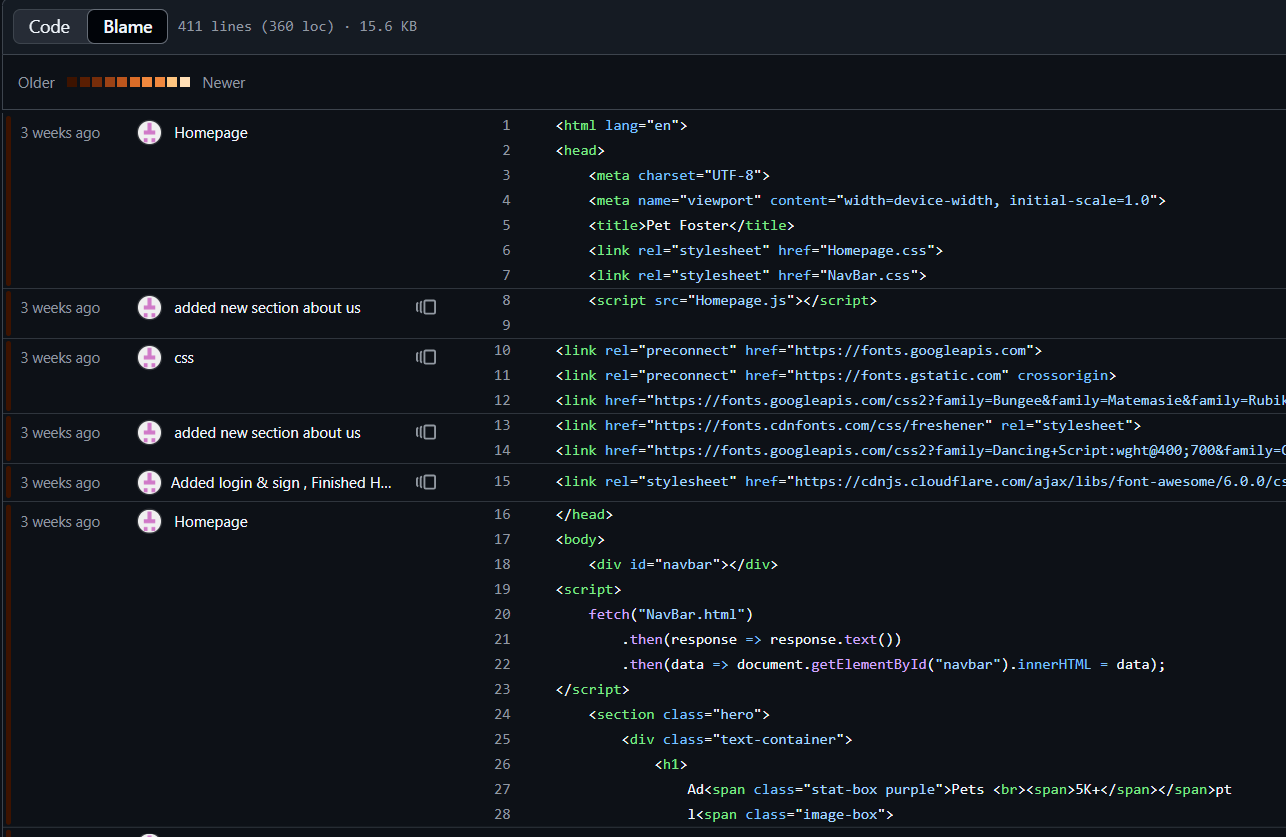 Code Blame 411 lines (360 loc) · 15.6 KB
Older Newer
3 weeks ago Homepage 1 <html lang="en">
2 <head>
3 <meta charset="UTF-8">
4 <meta name="viewport" content="width=device-width, initial-scale=1.0">
5 <title>Pet Foster</title>
6 <link rel="stylesheet" href="Homepage.css">
7 <link rel="stylesheet" href="NavBar.css">
3 weeks ago added new section about us 8 <script src="Homepage.js"></script>
9
3 weeks ago css 10 <link rel="preconnect" href="https://fonts.googleapis.com">
11 <link rel="preconnect" href="https://fonts.gstatic.com" crossorigin>
12 <link href="https://fonts.googleapis.com/css2?family=Bungee&family=Matemasie&family=Rubik
3 weeks ago added new section about us 13 <link href="https://fonts.cdnfonts.com/css/freshener" rel="stylesheet">
14 <link href="https://fonts.googleapis.com/css2?family=Dancing+Script:wght@400;700&family=
3 weeks ago Added login & sign , Finished H... 15 <link rel="stylesheet" href="https://cdnjs.cloudflare.com/ajax/libs/font-awesome/6.0.0/cs
3 weeks ago Homepage 16 </head>
17 <body>
18 <div id="navbar"></div>
19 <script>
20 fetch("NavBar.html")
21 .then(response => response.text())
22 .then(data => document.getElementById("navbar").innerHTML = data);
23 </script>
24 <section class="hero">
25 <div class="text-container">
26 <h1>
27 Ad<span class="stat-box purple">Pets <br><span>5K+</span></span>pt
28 l<span class="image-box">